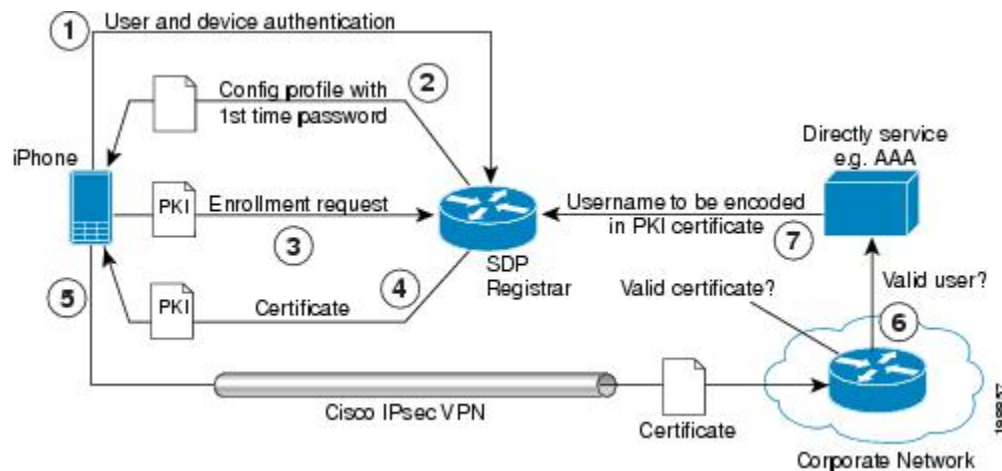 1
User and device authentication
2
Config profile with
1st time password
iPhone
Directly service
e.g. AAA
PKI
Enrollment request
3
Username to be encoded
in PKI certificate
7
SDP
Registrar
4
5
PKI
Certificate
Valid certificate?
Valid user?
6
Cisco IPsec VPN
Certificate
Corporate Network